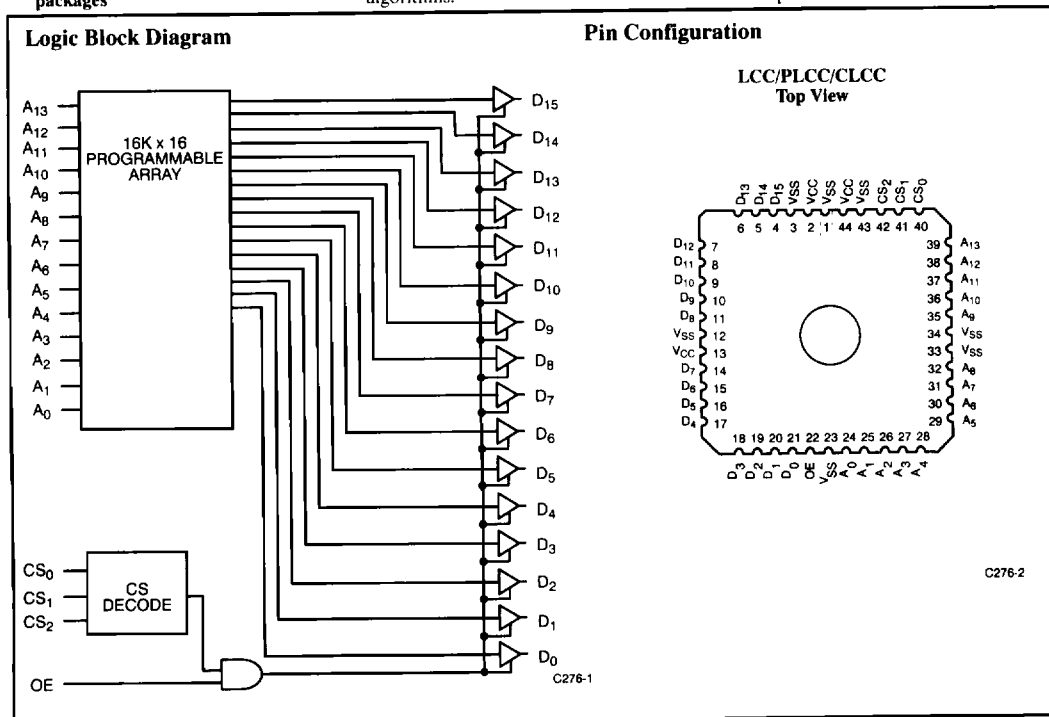 packages
algorithms.
Logic Block Diagram
Pin Configuration
LCC/PLCC/CLCC
Top View
A13
A12
A11
A10
A9
A8
A7
A6
A5
A4
A3
A2
A1
A0
16K x 16
PROGRAMMABLE
ARRAY
D15
D14
D13
D12
D11
D10
D9
D8
D7
D6
D5
D4
D3
D2
D1
D0
CS0
CS1
CS2
CS
DECODE
OE
C276-1
D13 D14 D15 VSS VCC VSS VCC VSS CS2 CS1 CS0
6 5 4 3 2 1 44 43 42 41 40
D12 7
D11 8
D10 9
D9 10
D8 11
VSS 12
VCC 13
D7 14
D6 15
D5 16
D4 17
39 A13
38 A12
37 A11
36 A10
35 A9
34 VSS
33 VSS
32 A8
31 A7
30 A6
29 A5
18 19 20 21 22 23 24 25 26 27 28
D3 D2 D1 D0 OE VSS A0 A1 A2 A3 A4
C276-2